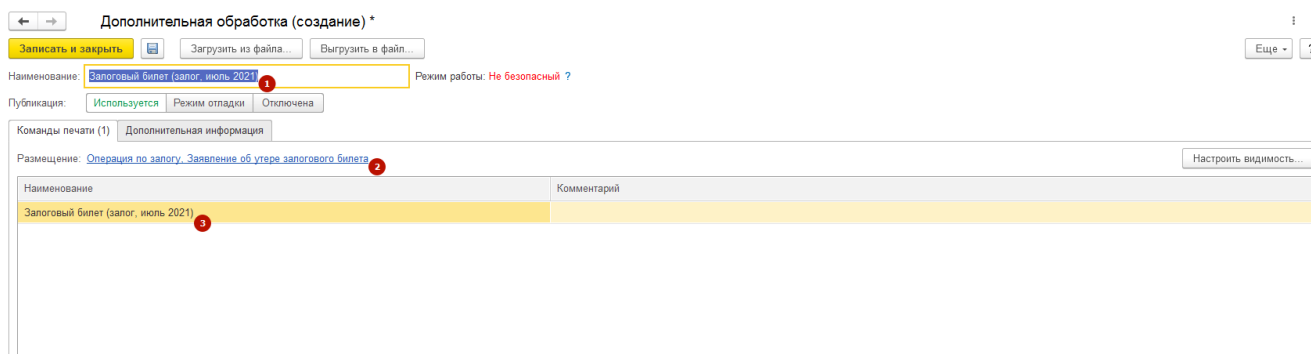 Дополнительная обработка (создание) *
Записать и закрыть Загрузить из файла... Выгрузить в файл... Еще ?
Наименование: Залоговый билет (залог, июль 2021) 1 Режим работы: Не безопасный ?
Публикация: Используется Режим отладки Отключена
Команды печати (1) Дополнительная информация
Размещение: Операция по залогу, Заявление об утере залогового билета 2 Настроить видимость...
Наименование Комментарий
Залоговый билет (залог, июль 2021) 3